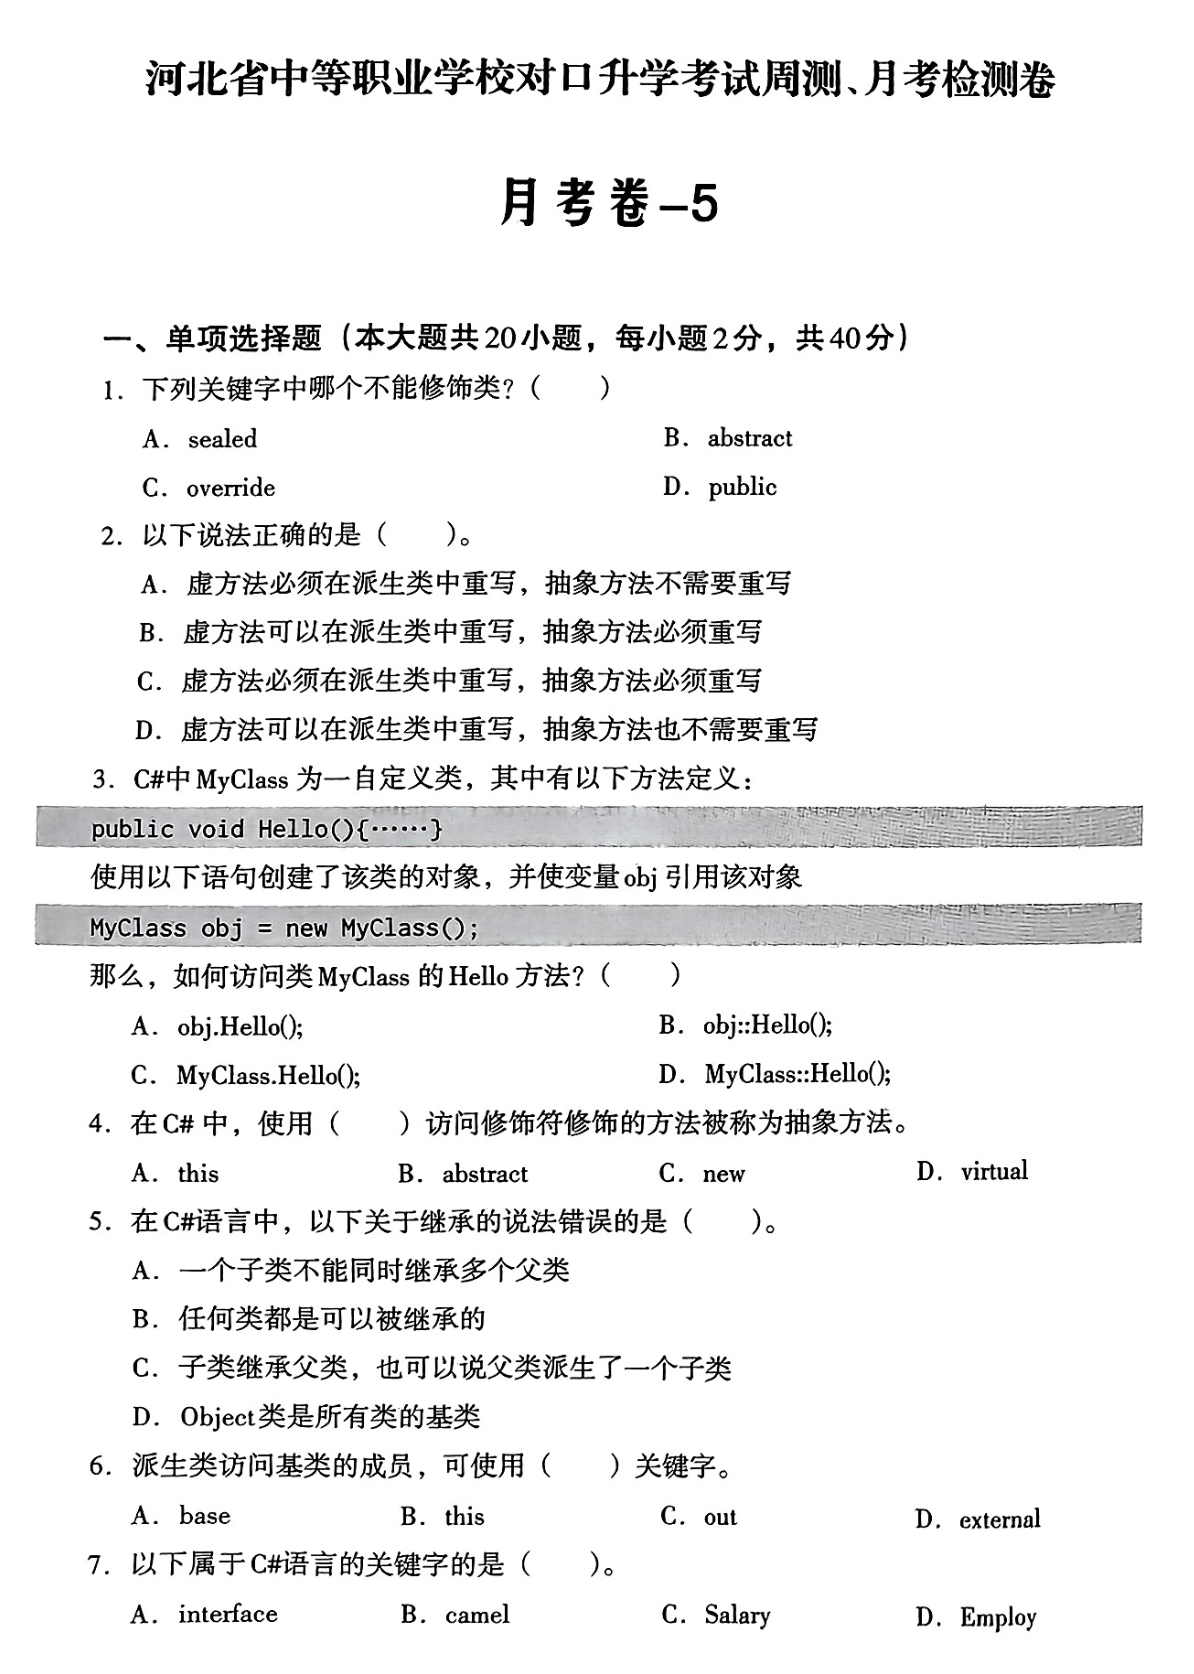 河北省中等职业学校对口升学考试周测、月考检测卷
月考卷–5
一、单项选择题（本大题共20小题，每小题2分，共40分）
1. 下列关键字中哪个不能修饰类?（　　）
A. sealed　　B. abstract
C. override　　D. public
2. 以下说法正确的是（　　）。
A. 虚方法必须在派生类中重写，抽象方法不需要重写
B. 虚方法可以在派生类中重写，抽象方法必须重写
C. 虚方法必须在派生类中重写，抽象方法必须重写
D. 虚方法可以在派生类中重写，抽象方法也不需要重写
3. C#中MyClass为一自定义类，其中有以下方法定义：
public void Hello(){……}
使用以下语句创建了该类的对象，并使变量obj引用该对象
MyClass obj = new MyClass();
那么，如何访问类MyClass的Hello方法?（　　）
A. obj.Hello();　　B. obj::Hello();
C. MyClass.Hello();　　D. MyClass::Hello();
4. 在C# 中，使用（　　）访问修饰符修饰的方法被称为抽象方法。
A. this　　B. abstract　　C. new　　D. virtual
5. 在C#语言中，以下关于继承的说法错误的是（　　）。
A. 一个子类不能同时继承多个父类
B. 任何类都是可以被继承的
C. 子类继承父类，也可以说父类派生了一个子类
D. Object类是所有类的基类
6. 派生类访问基类的成员，可使用（　　）关键字。
A. base　　B. this　　C. out　　D. external
7. 以下属于C#语言的关键字的是（　　）。
A. interface　　B. camel　　C. Salary　　D. Employ